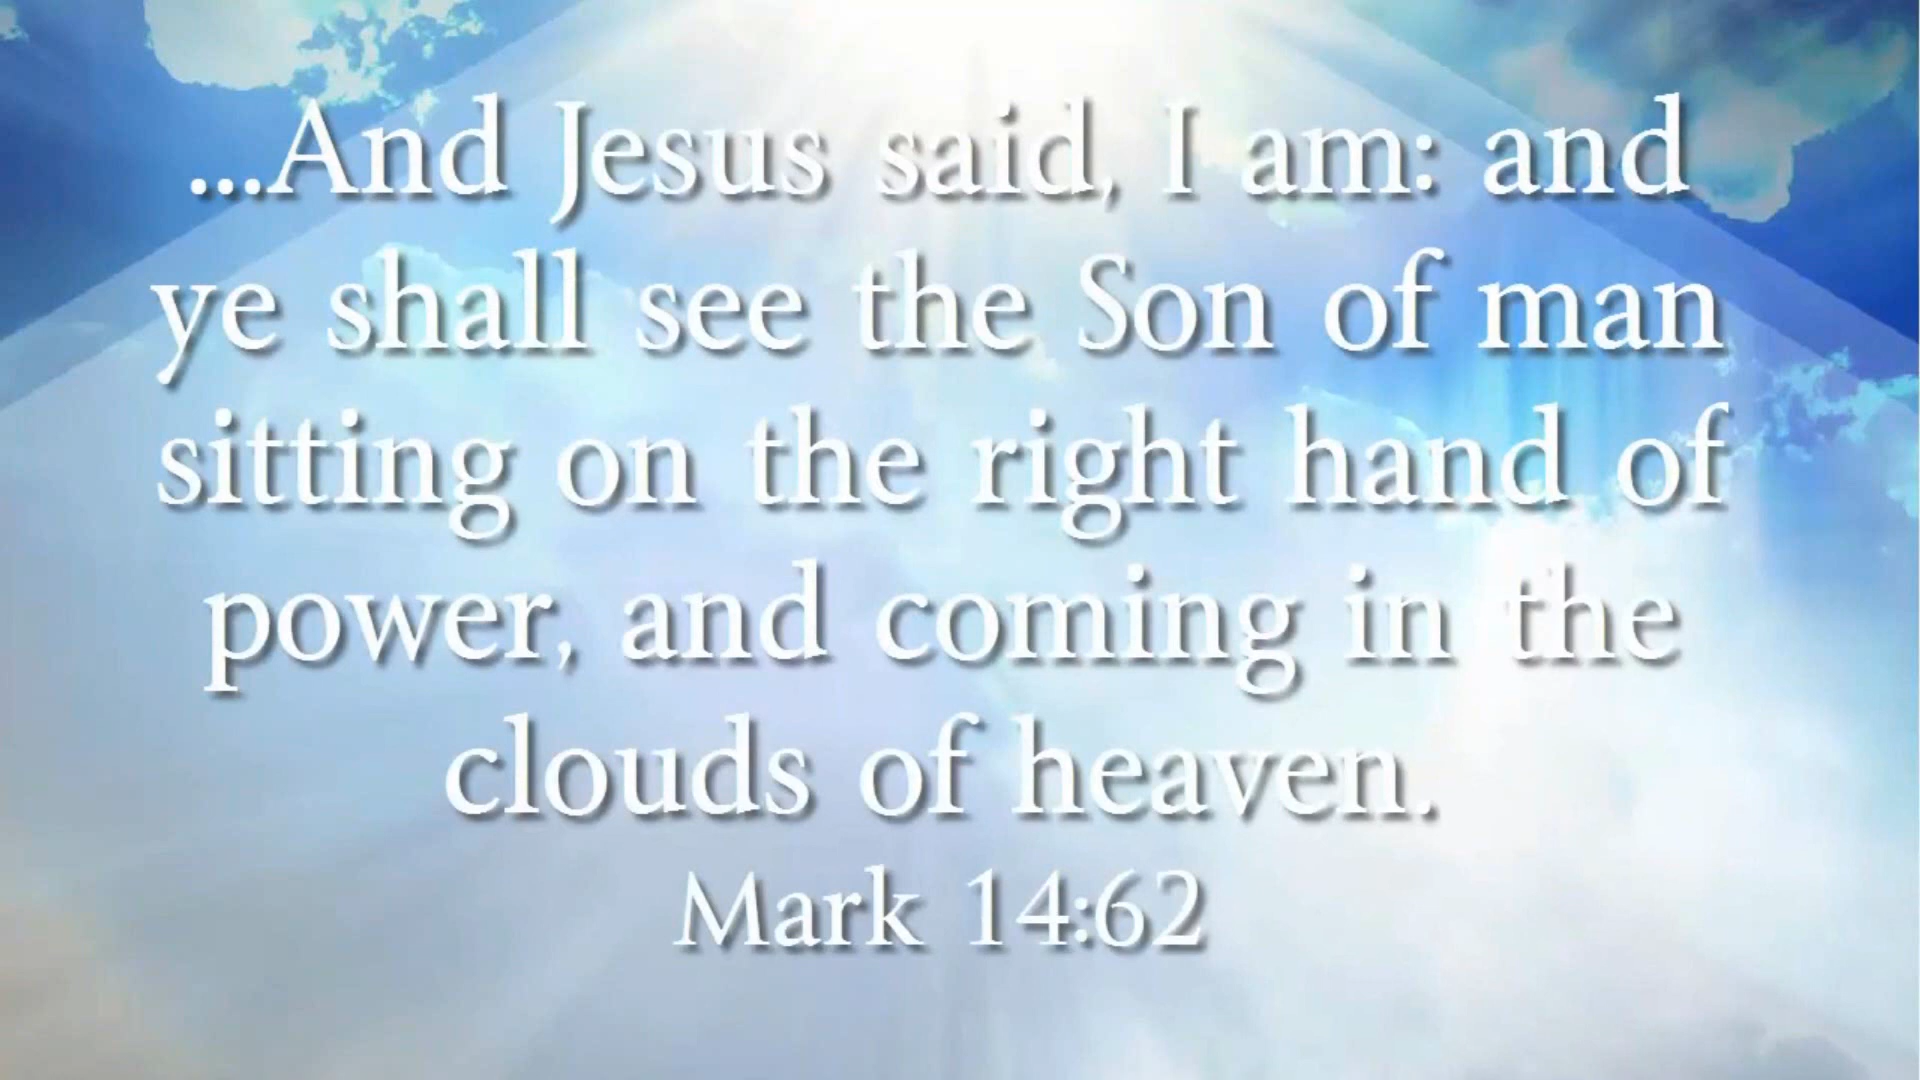 ...And Jesus said, I am: and
ye shall see the Son of man
sitting on the right hand of
power, and coming in the
clouds of heaven.
Mark 14:62